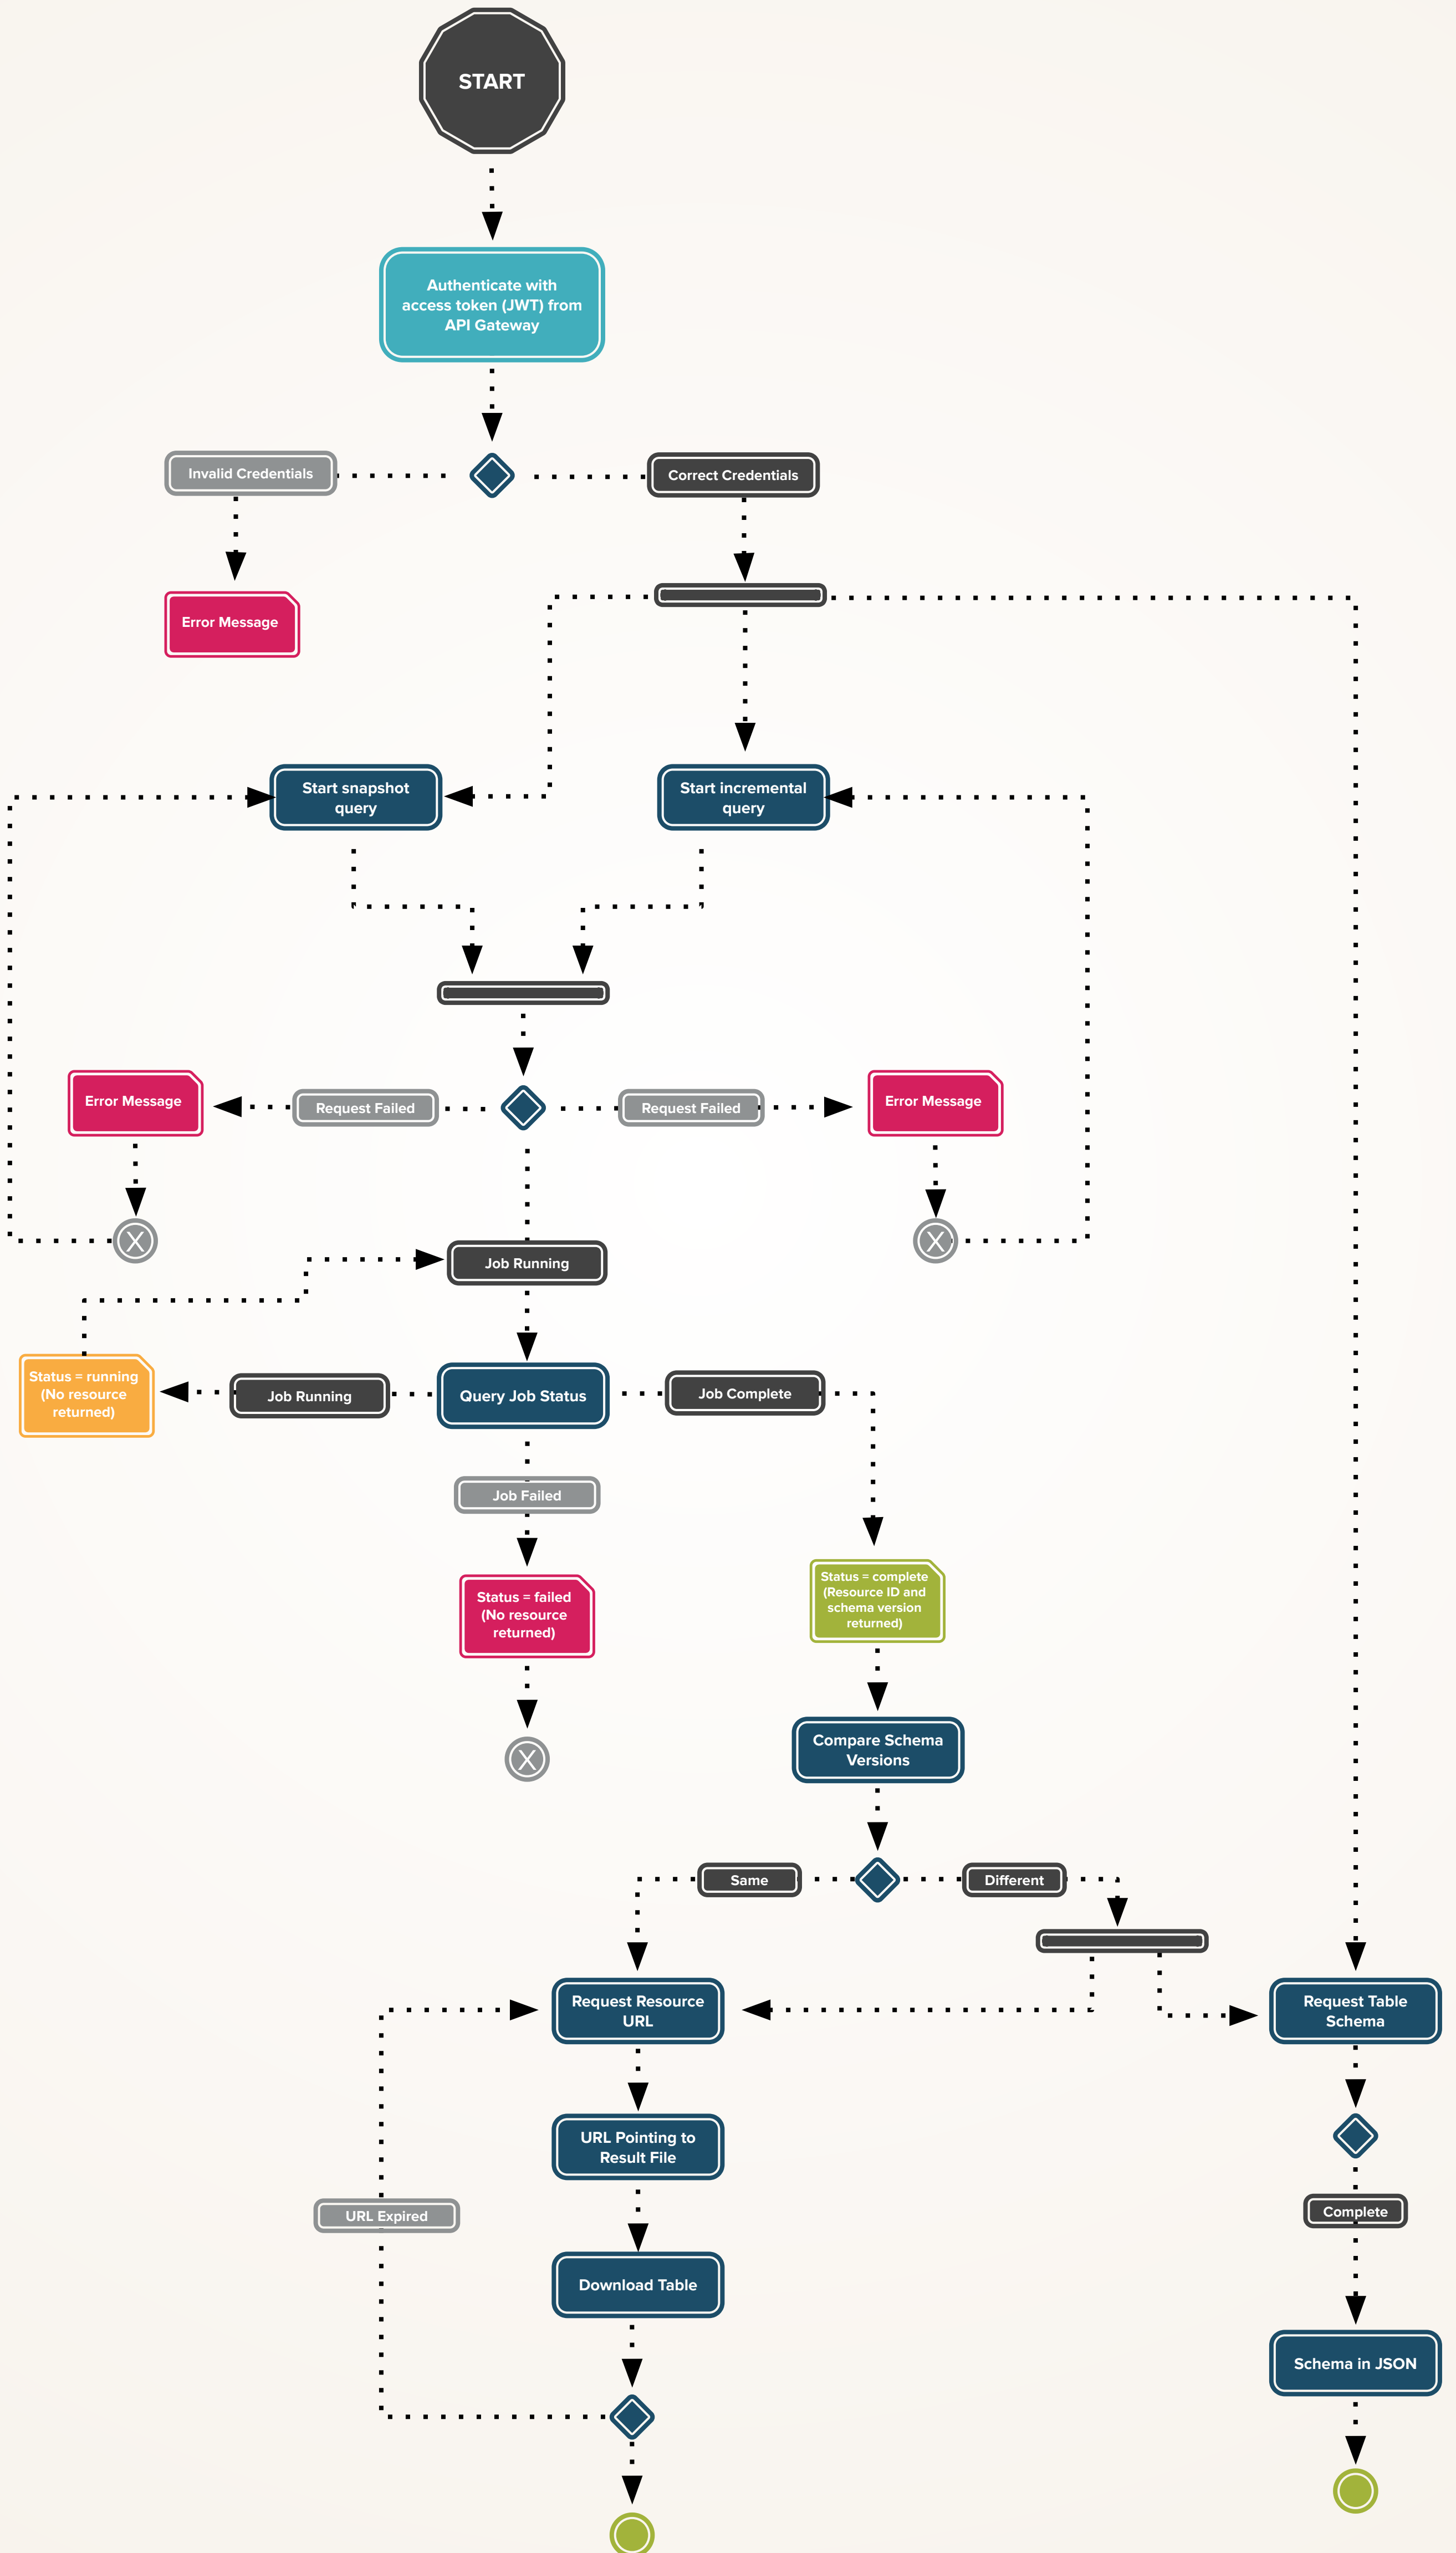 START
Authenticate with
access token (JWT) from
API Gateway
Invalid Credentials
Correct Credentials
Error Message
Start snapshot
query
Start incremental
query
Error Message
Request Failed
Request Failed
Error Message
X
X
Job Running
Status = running
(No resource
returned)
Job Running
Query Job Status
Job Complete
Job Failed
Status = failed
(No resource
returned)
Status = complete
(Resource ID and
schema version
returned)
X
Compare Schema
Versions
Same
Different
Request Resource
URL
Request Table
Schema
URL Pointing to
Result File
URL Expired
Complete
Download Table
Schema in JSON